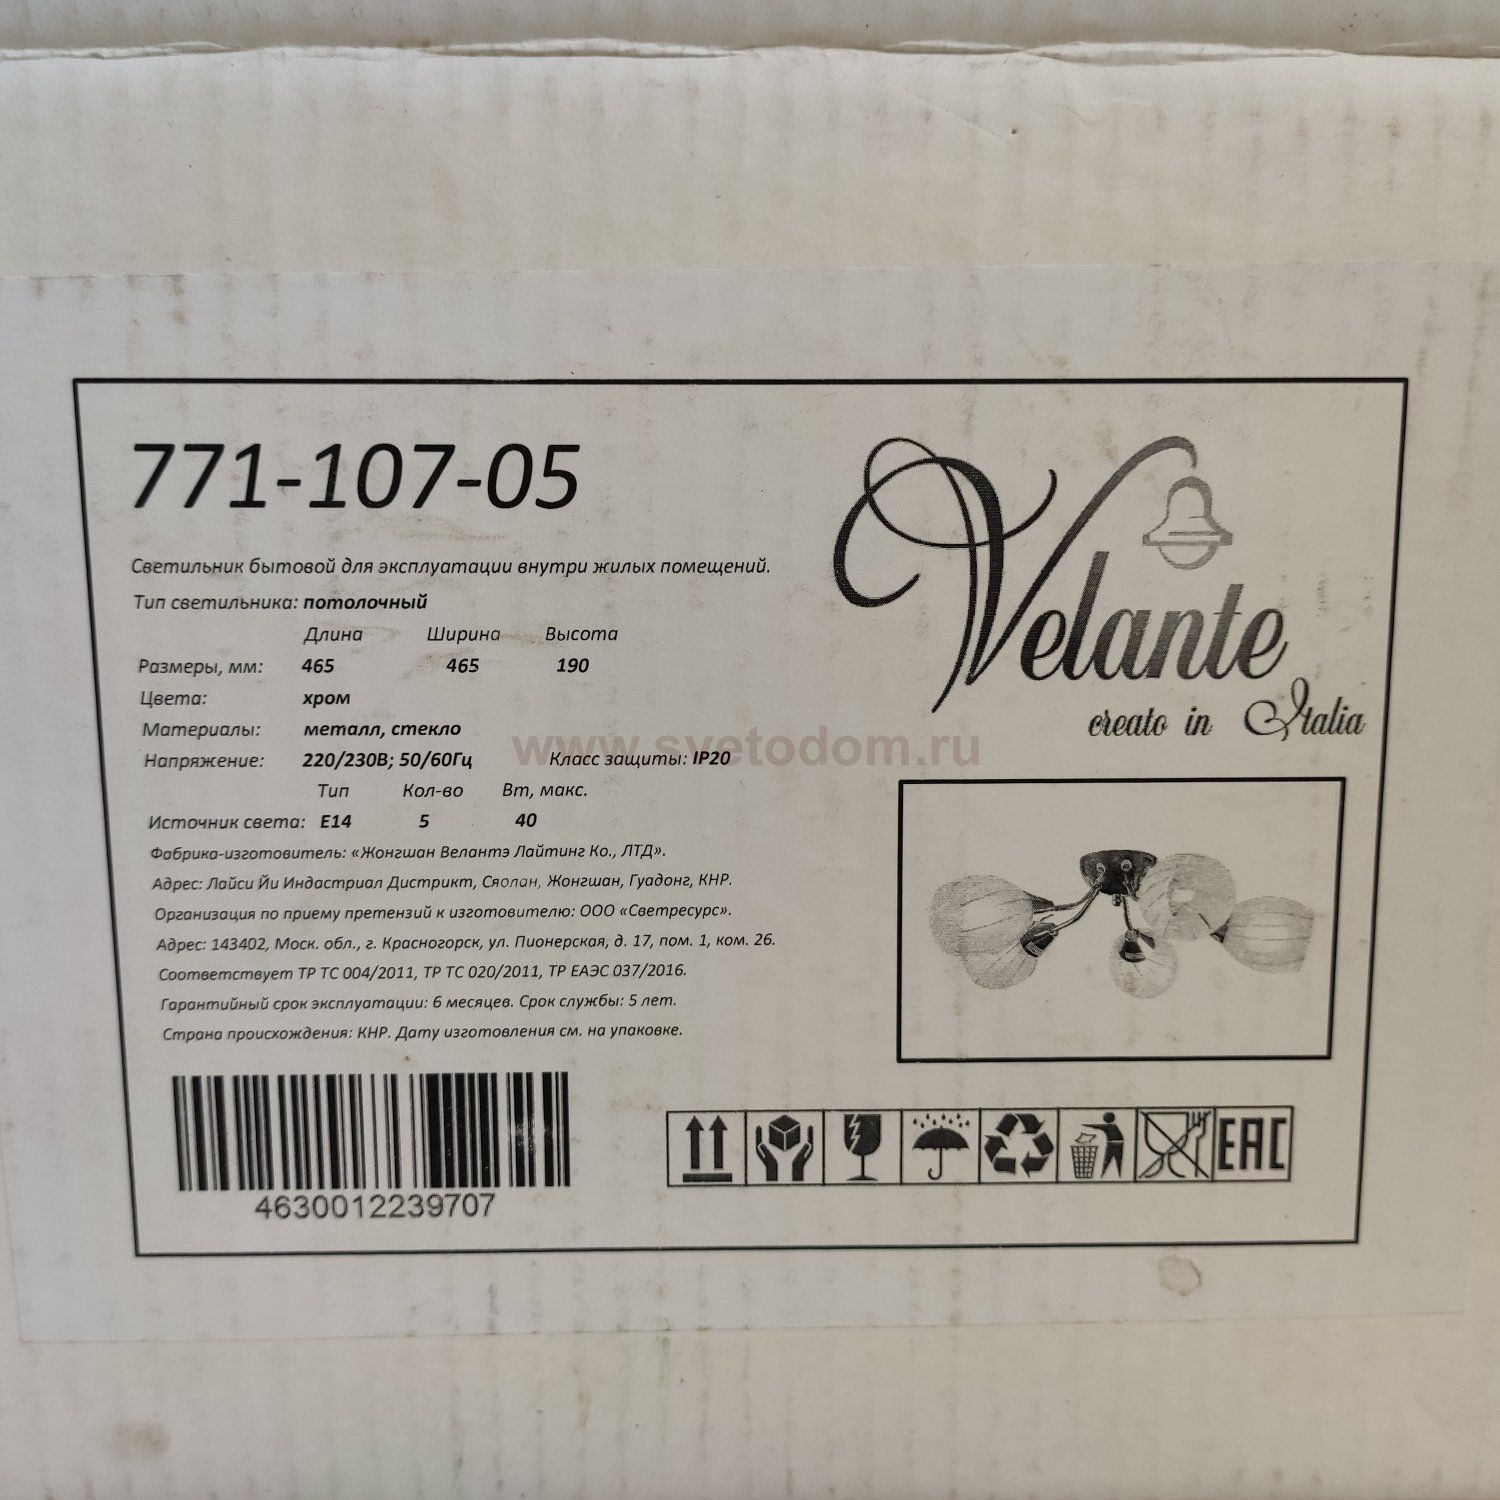 771-107-05
Светильник бытовой для эксплуатации внутри жилых помещений.
Тип светильника: потолочный
Длина Ширина Высота
Размеры, мм: 465 465 190
Цвета: хром
Материалы: металл, стекло
Напряжение: 220/230В; 50/60Гц Класс защиты: IP20
Тип Кол-во Вт, макс.
Источник света: E14 5 40
Фабрика-изготовитель: «Жонгшан Велантэ Лайтинг Ко., ЛТД».
Адрес: Лайси Йи Индастриал Дистрикт, Сяолан, Жонгшан, Гуадонг, КНР.
Организация по приему претензий к изготовителю: ООО «Светресурс».
Адрес: 143402, Моск. обл., г. Красногорск, ул. Пионерская, д. 17, пом. 1, ком. 26.
Соответствует ТР ТС 004/2011, ТР ТС 020/2011, ТР ЕАЭС 037/2016.
Гарантийный срок эксплуатации: 6 месяцев. Срок службы: 5 лет.
Страна происхождения: КНР. Дату изготовления см. на упаковке.
4630012239707
Velante
creato in Italia
www.svetodom.ru
EAC